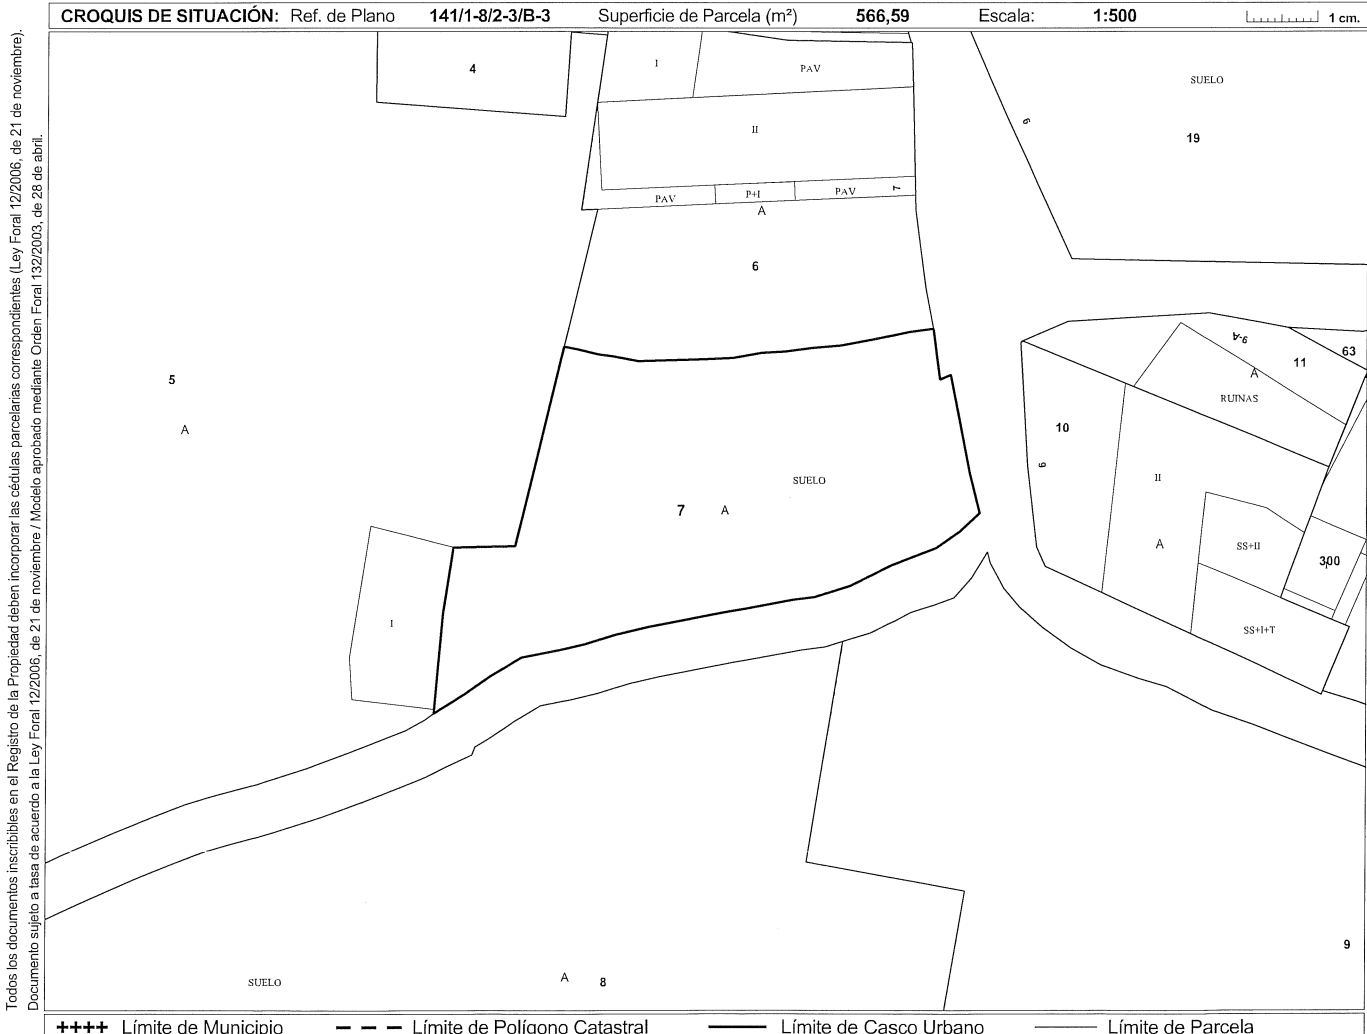 CROQUIS DE SITUACIÓN: Ref. de Plano 141/1-8/2-3/B-3 Superficie de Parcela (m²) 566,59 Escala: 1:500 1 cm.
Todos los documentos inscribibles en el Registro de la Propiedad deben incorporar las cédulas parcelarias correspondientes (Ley Foral 12/2006, de 21 de noviembre).
Documento sujeto a tasa de acuerdo a la Ley Foral 12/2006, de 21 de noviembre / Modelo aprobado mediante Orden Foral 132/2003, de 28 de abril.
4
I
PAV
SUELO
9
19
II
PAV
P+I
PAV
7
A
6
9-A
63
11
5
A
RUINAS
10
A
9
II
SUELO
7
A
SS+II
A
300
I
SS+I+T
9
SUELO
A
8
++++ Límite de Municipio
Límite de Polígono Catastral
Límite de Casco Urbano
Límite de Parcela